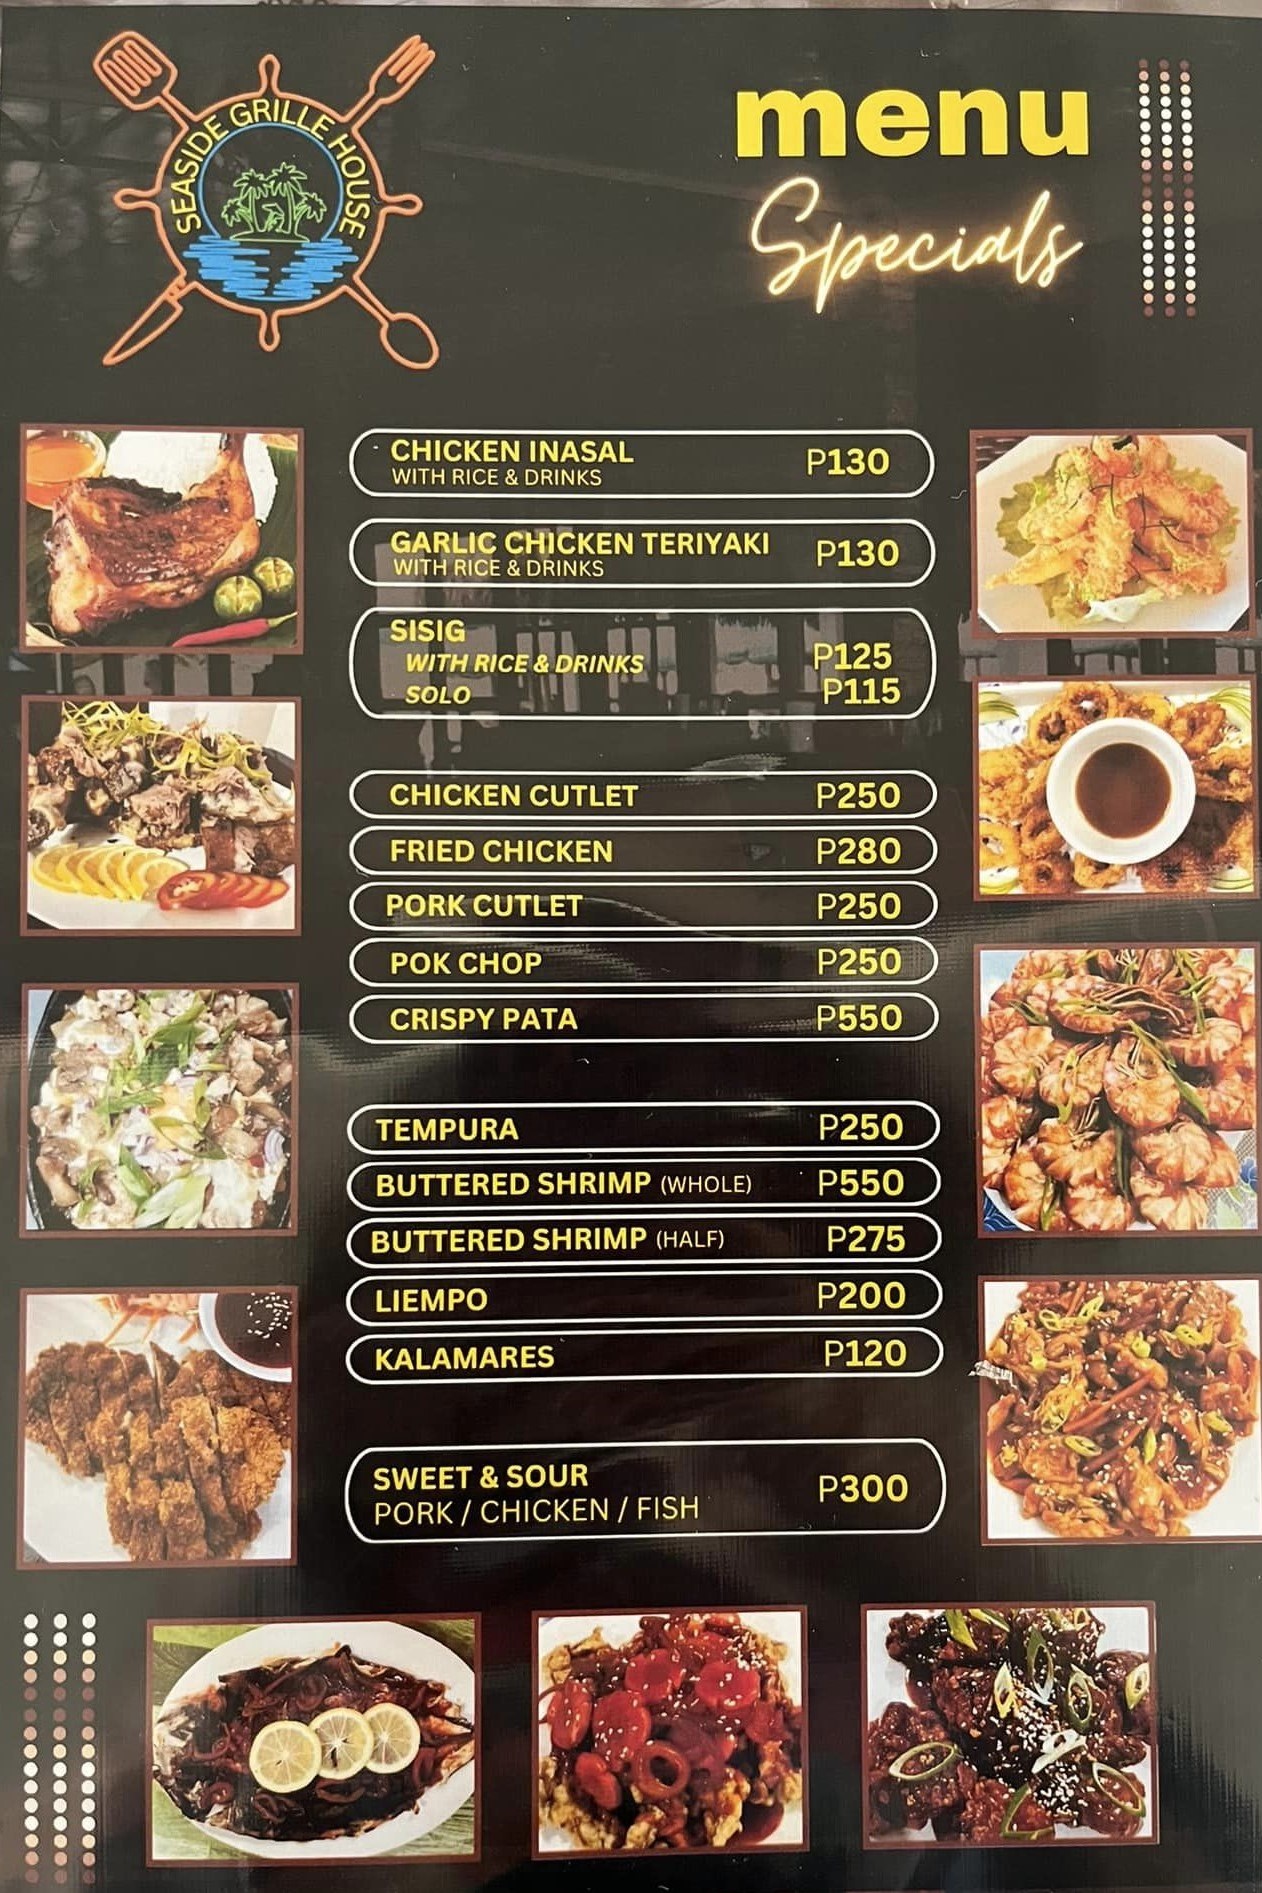 SEASIDE GRILLE HOUSE
menu
Specials
CHICKEN INASAL P130
WITH RICE & DRINKS
GARLIC CHICKEN TERIYAKI P130
WITH RICE & DRINKS
SISIG
WITH RICE & DRINKS P125
SOLO P115
CHICKEN CUTLET P250
FRIED CHICKEN P280
PORK CUTLET P250
POK CHOP P250
CRISPY PATA P550
TEMPURA P250
BUTTERED SHRIMP (WHOLE) P550
BUTTERED SHRIMP (HALF) P275
LIEMPO P200
KALAMARES P120
SWEET & SOUR P300
PORK / CHICKEN / FISH